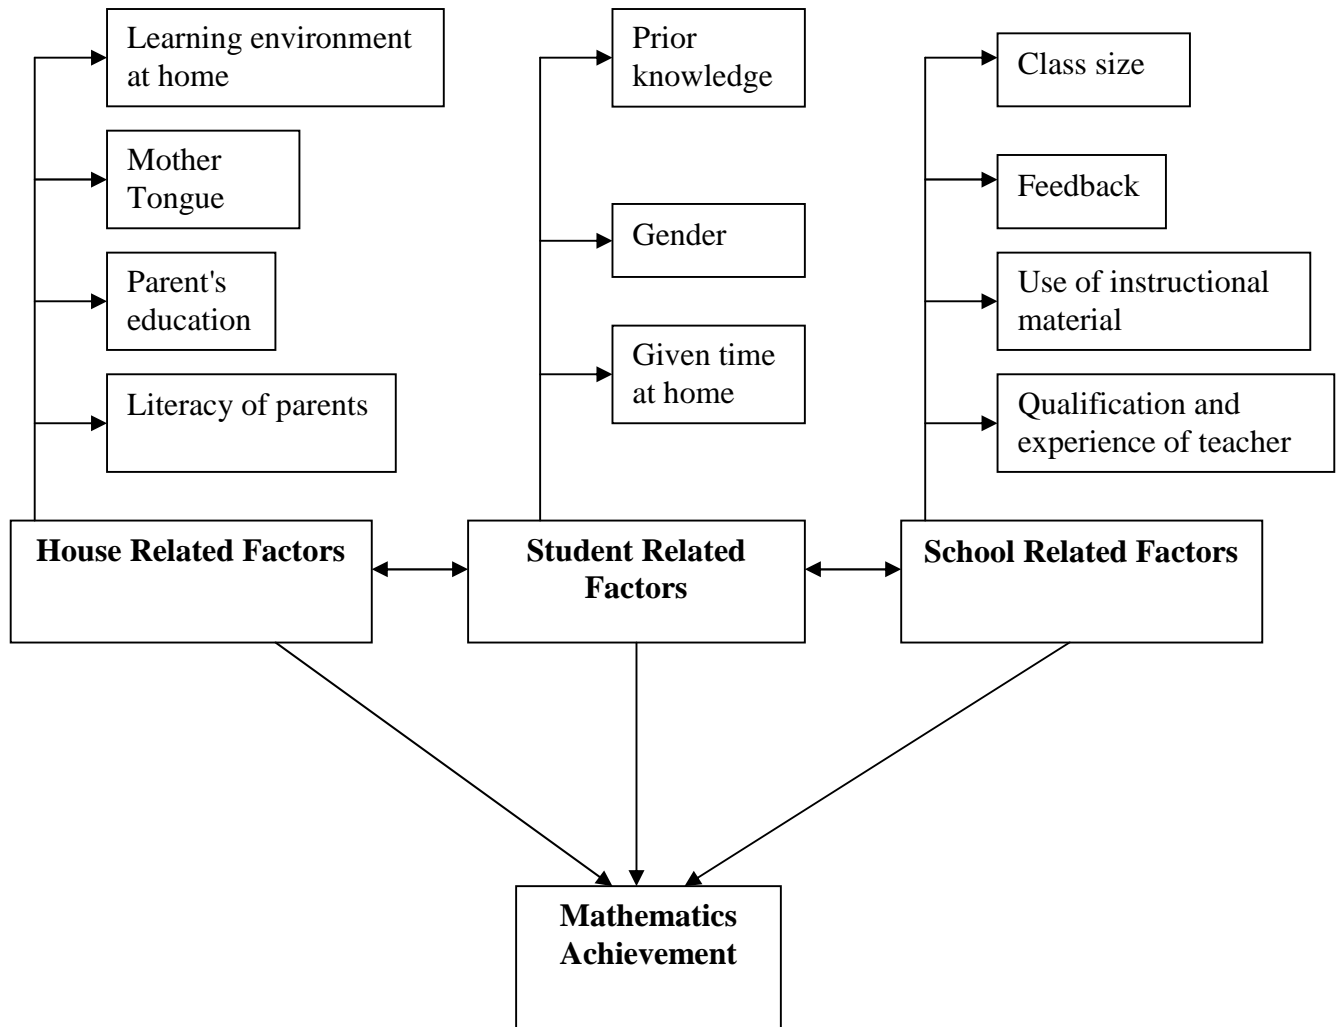 Learning environment
at home
Mother
Tongue
Parent's
education
Literacy of parents
Prior
knowledge
Gender
Given time
at home
Class size
Feedback
Use of instructional
material
Qualification and
experience of teacher
House Related Factors
Student Related
Factors
School Related Factors
Mathematics
Achievement